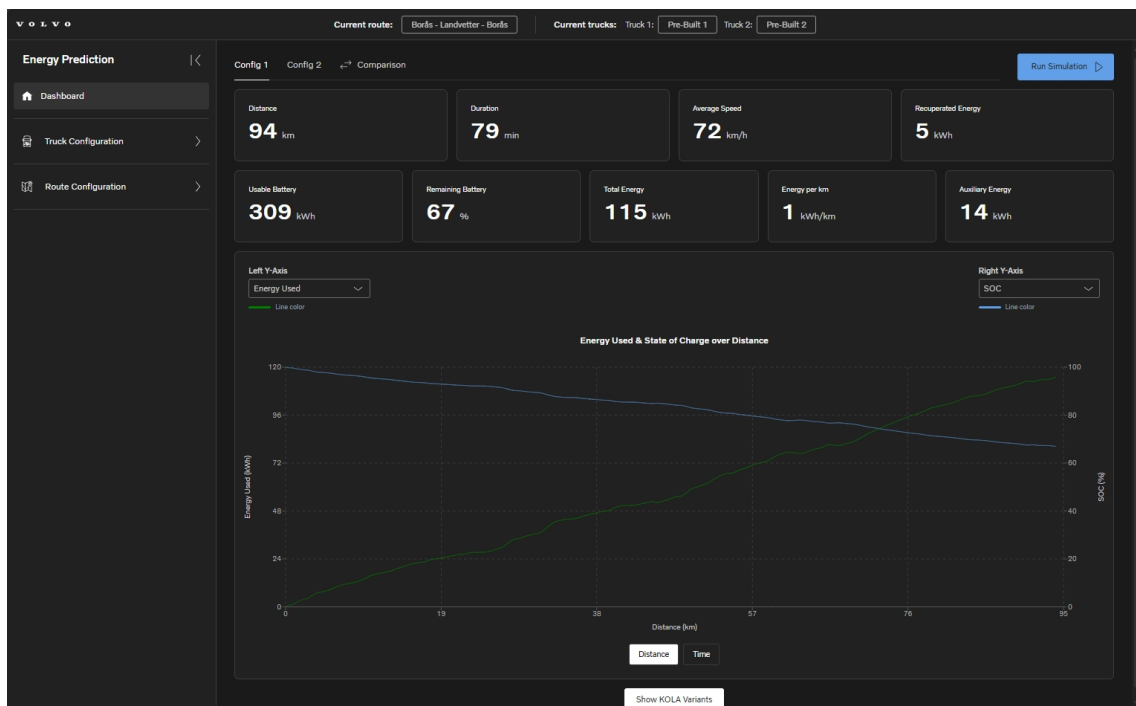 VOLVO
Current route: Borås - Landvetter - Borås Current trucks: Truck 1: Pre-Built 1 Truck 2: Pre-Built 2
Energy Prediction
Dashboard
Truck Configuration
Route Configuration
Config 1 Config 2 Comparison
Run Simulation
Distance
94 km
Duration
79 min
Average Speed
72 km/h
Recuperated Energy
5 kWh
Usable Battery
309 kWh
Remaining Battery
67 %
Total Energy
115 kWh
Energy per km
1 kWh/km
Auxiliary Energy
14 kWh
Left Y-Axis
Energy Used
Line color
Right Y-Axis
SOC
Line color
Energy Used & State of Charge over Distance
120
96
72
48
24
0
Energy Used (kWh)
100
80
60
40
20
0
SOC (%)
0 19 38 57 76 95
Distance (km)
Distance Time
Show KOLA Variants